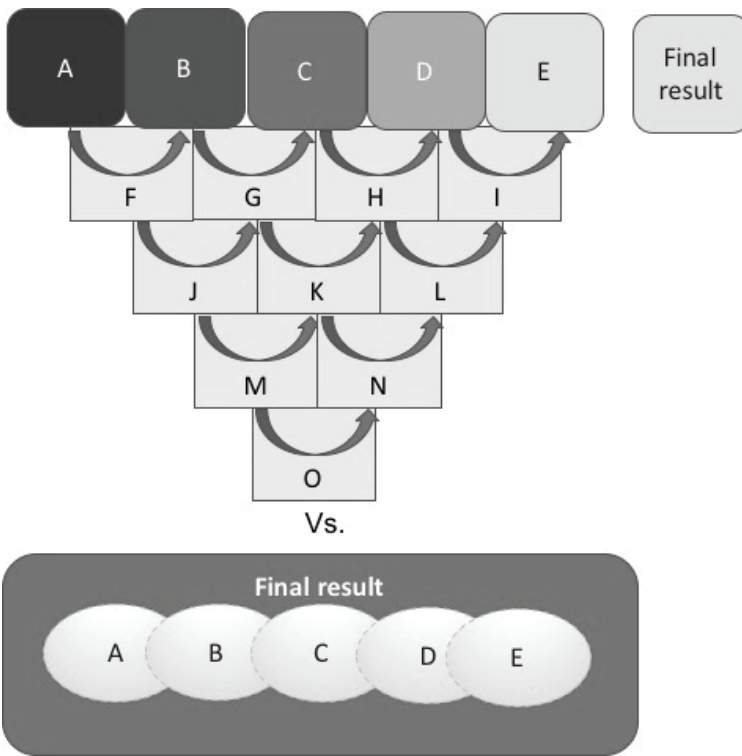 A B C D E Final
result
F G H I
J K L
M N
O
Vs.
Final result
A B C D E